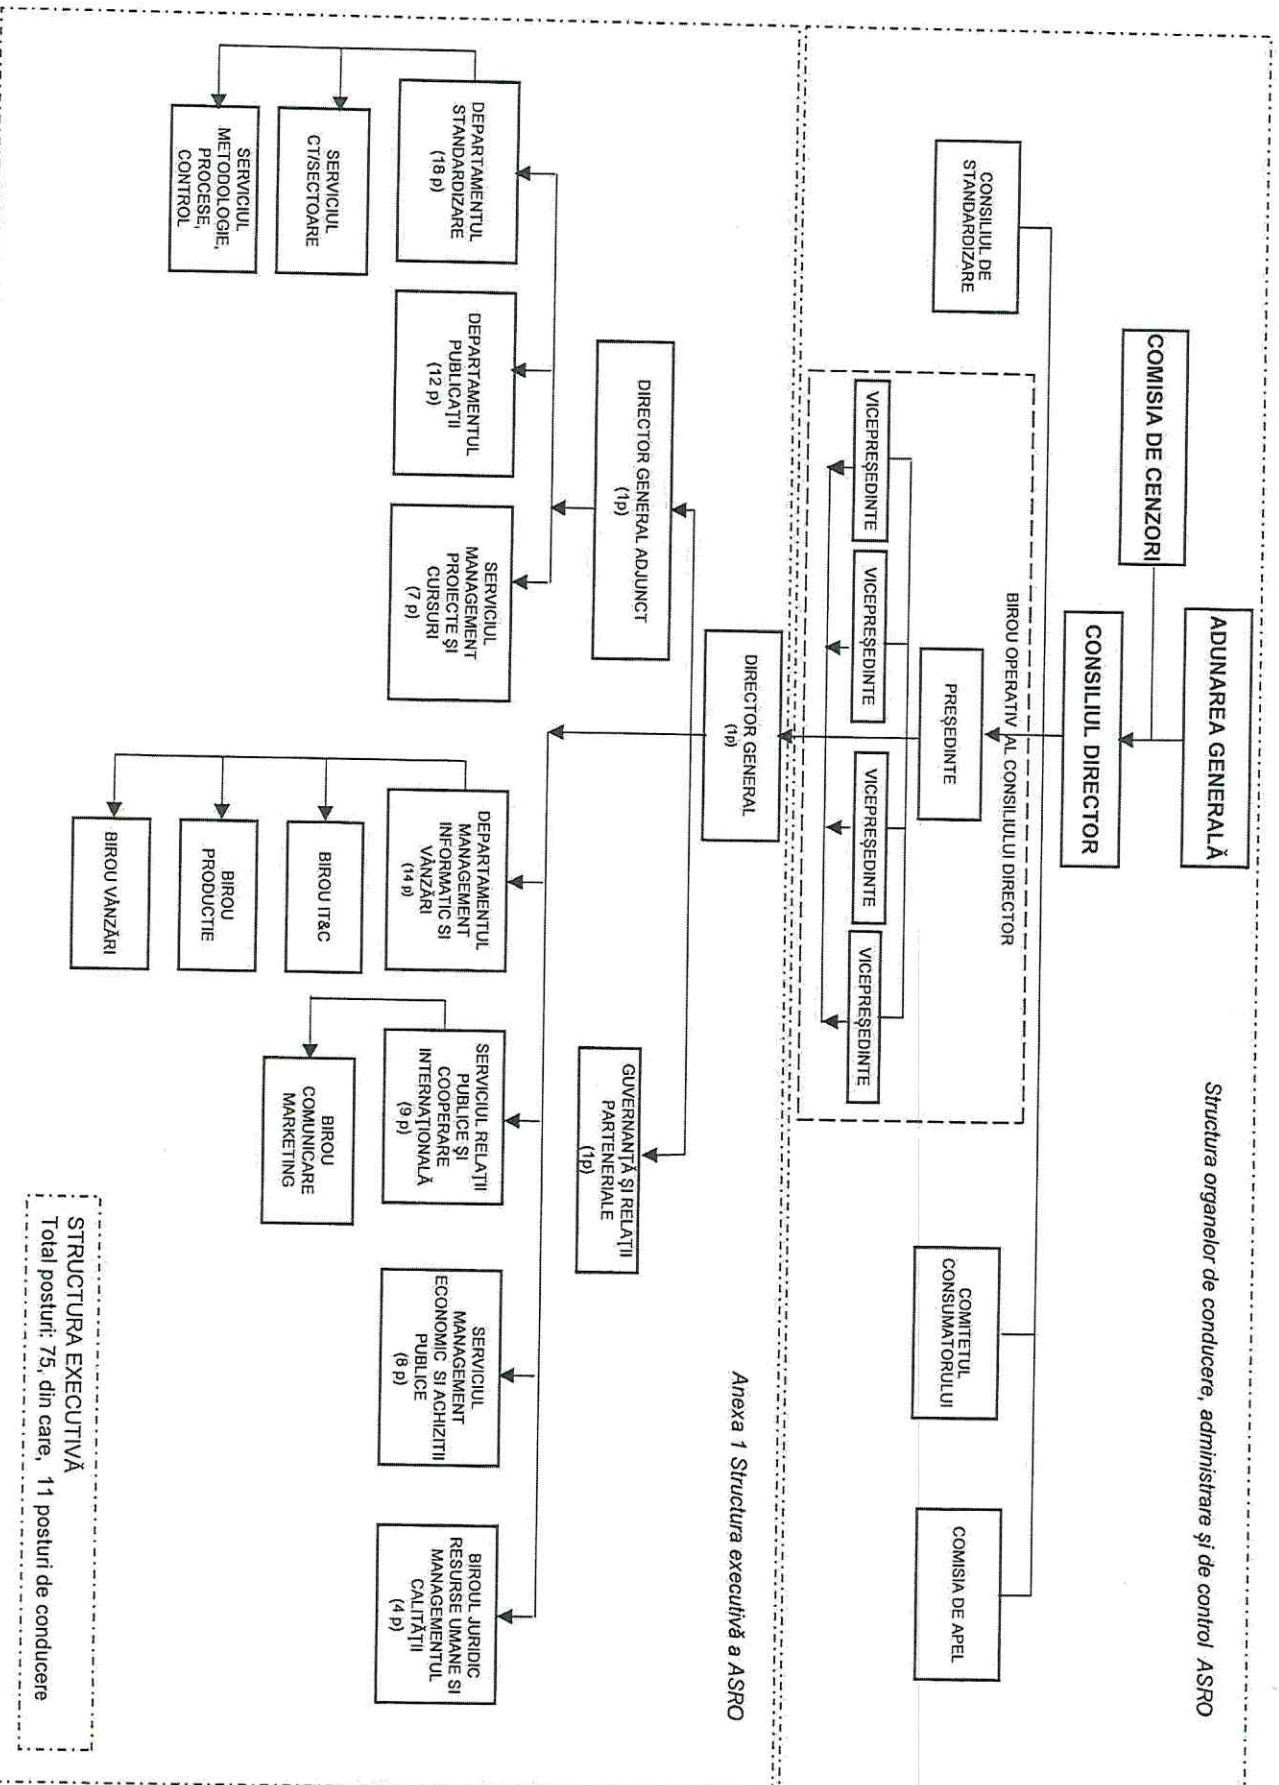 Structura organelor de conducere, administrare și de control  ASRO
ADUNAREA GENERALĂ
COMISIA DE CENZORI
CONSILIUL DIRECTOR
CONSILIUL DE
STANDARDIZARE
BIROU OPERATIV  AL CONSILIULUI DIRECTOR
PREȘEDINTE
VICEPREȘEDINTE
VICEPREȘEDINTE
VICEPREȘEDINTE
VICEPREȘEDINTE
COMITETUL
CONSUMATORULUI
COMISIA DE APEL
Anexa 1 Structura executivă a ASRO
DIRECTOR GENERAL
(1p)
DIRECTOR GENERAL ADJUNCT
(1p)
GUVERNANȚĂ ȘI RELAȚII
PARTENERIALE
(1p)
DEPARTAMENTUL
STANDARDIZARE
(18 p)
DEPARTAMENTUL
PUBLICAȚII
(12 p)
SERVICIUL
MANAGEMENT
PROIECTE ȘI
CURSURI
(7 p)
DEPARTAMENTUL
MANAGEMENT
INFORMATIC SI
VÂNZĂRI
(14 p)
SERVICIUL RELAȚII
PUBLICE ȘI
COOPERARE
INTERNAȚIONALĂ
(9 p)
SERVICIUL
MANAGEMENT
ECONOMIC  SI ACHIZITII
PUBLICE
(8 p)
BIROUL JURIDIC
RESURSE UMANE SI
MANAGEMENTUL
CALITĂȚII
(4 p)
SERVICIUL
CT/SECTOARE
SERVICIUL
METODOLOGIE,
PROCESE,
CONTROL
BIROU IT&C
BIROU
PRODUCTIE
BIROU VÂNZĂRI
BIROU
COMUNICARE
MARKETING
STRUCTURA EXECUTIVĂ
Total posturi: 75, din care,  11 posturi de conducere